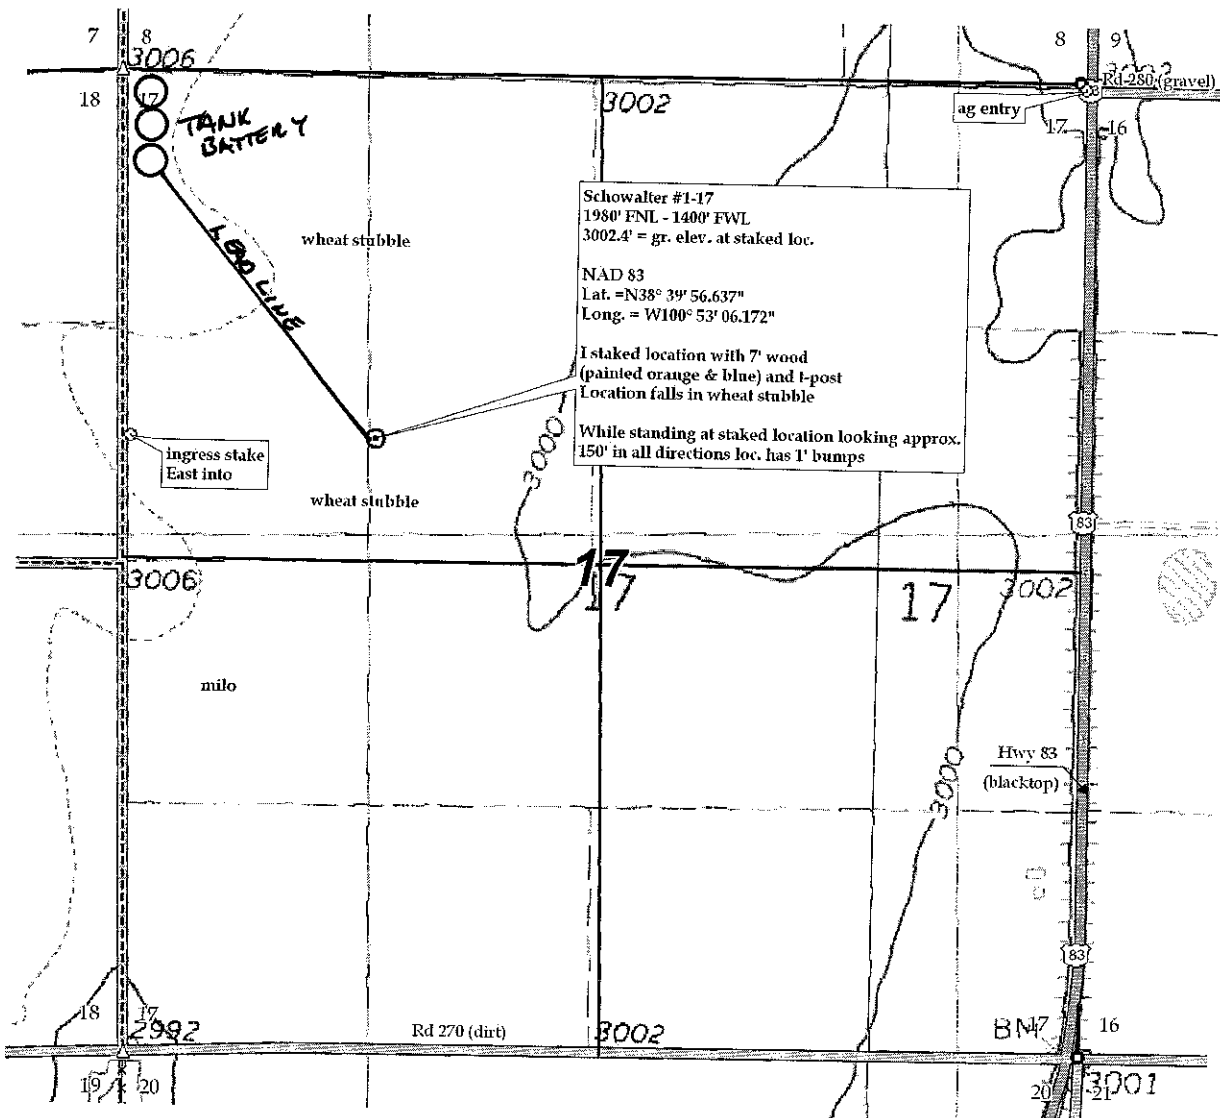 7 8
3006
8 9
Rd 280 (gravel)
18 17
3002
ag entry
17 16
TANK
BATTERY
Schowalter #1-17
1980' FNL - 1400' FWL
3002.4' = gr. elev. at staked loc.
NAD 83
Lat. =N38° 39' 56.637"
Long. = W100° 53' 06.172"
I staked location with 7' wood
(painted orange & blue) and t-post
Location falls in wheat stubble
While standing at staked location looking approx.
150' in all directions loc. has 1' bumps
wheat stubble
LEAD LINE
3000
ingress stake
East into
wheat stubble
83
17
3006
17
17
3002
milo
Hwy 83
(blacktop)
3000
83
18 17
2992
Rd 270 (dirt)
3002
BM 17 16
19 20
20 21
3001